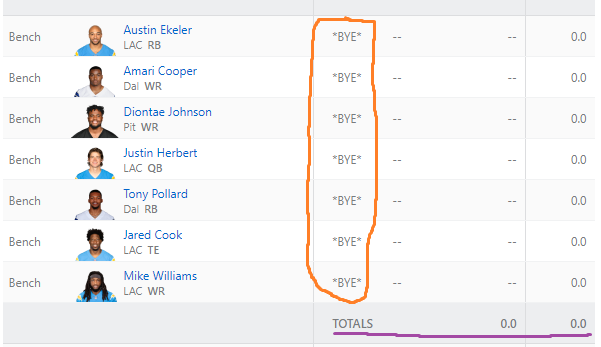 Bench Austin Ekeler *BYE* -- -- 0.0
LAC RB
Bench Amari Cooper *BYE* -- -- 0.0
Dal WR
Bench Diontae Johnson *BYE* -- -- 0.0
Pit WR
Bench Justin Herbert *BYE* -- -- 0.0
LAC QB
Bench Tony Pollard *BYE* -- -- 0.0
Dal RB
Bench Jared Cook *BYE* -- -- 0.0
LAC TE
Bench Mike Williams *BYE* -- -- 0.0
LAC WR
TOTALS 0.0 0.0